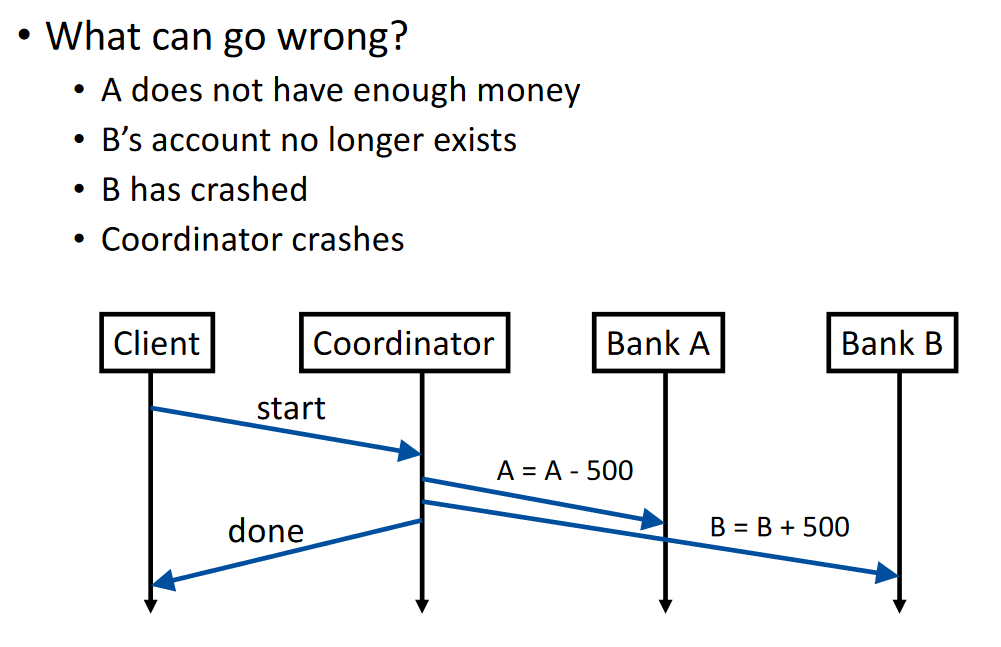 • What can go wrong?
• A does not have enough money
• B’s account no longer exists
• B has crashed
• Coordinator crashes
Client
Coordinator
Bank A
Bank B
start
A = A - 500
B = B + 500
done